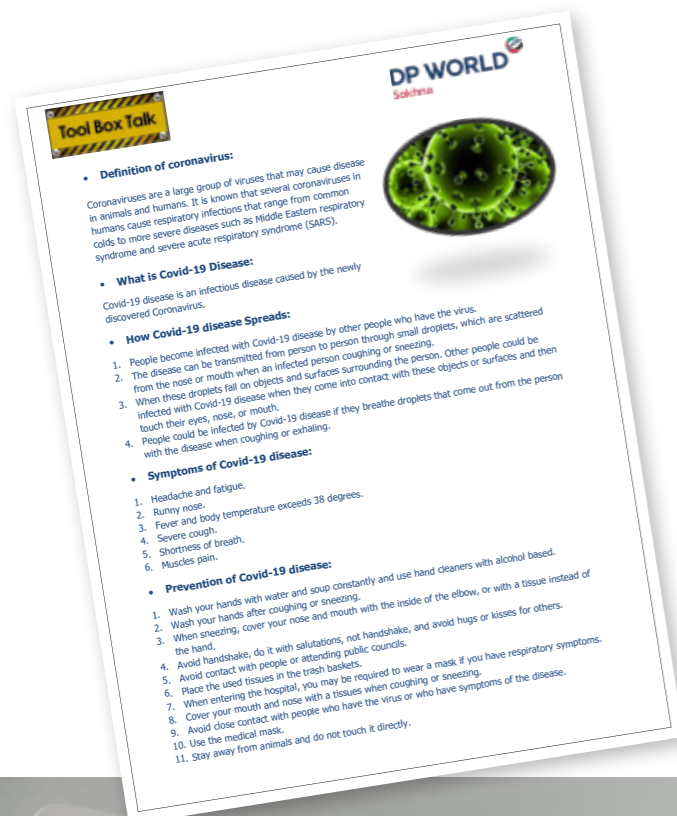 Tool Box Talk
DP WORLD
Sokhna
• Definition of coronavirus:
Coronaviruses are a large group of viruses that may cause disease
in animals and humans. It is known that several coronaviruses in
humans cause respiratory infections that range from common
colds to more severe diseases such as Middle Eastern respiratory
syndrome and severe acute respiratory syndrome (SARS).
• What is Covid-19 Disease:
Covid-19 disease is an infectious disease caused by the newly
discovered Coronavirus.
• How Covid-19 disease Spreads:
1. People become infected with Covid-19 disease by other people who have the virus.
2. The disease can be transmitted from person to person through small droplets, which are scattered
from the nose or mouth when an infected person coughing or sneezing.
3. When these droplets fall on objects and surfaces surrounding the person. Other people could be
infected with Covid-19 disease when they come into contact with these objects or surfaces and then
touch their eyes, nose, or mouth.
4. People could be infected by Covid-19 disease if they breathe droplets that come out from the person
with the disease when coughing or exhaling.
• Symptoms of Covid-19 disease:
1. Headache and fatigue.
2. Runny nose.
3. Fever and body temperature exceeds 38 degrees.
4. Severe cough.
5. Shortness of breath.
6. Muscles pain.
• Prevention of Covid-19 disease:
1. Wash your hands with water and soup constantly and use hand cleaners with alcohol based.
2. Wash your hands after coughing or sneezing.
3. When sneezing, cover your nose and mouth with the inside of the elbow, or with a tissue instead of
the hand.
4. Avoid handshake, do it with salutations, not handshake, and avoid hugs or kisses for others.
5. Avoid contact with people or attending public councils.
6. Place the used tissues in the trash baskets.
7. When entering the hospital, you may be required to wear a mask if you have respiratory symptoms.
8. Cover your mouth and nose with a tissues when coughing or sneezing.
9. Avoid close contact with people who have the virus or who have symptoms of the disease.
10. Use the medical mask.
11. Stay away from animals and do not touch it directly.